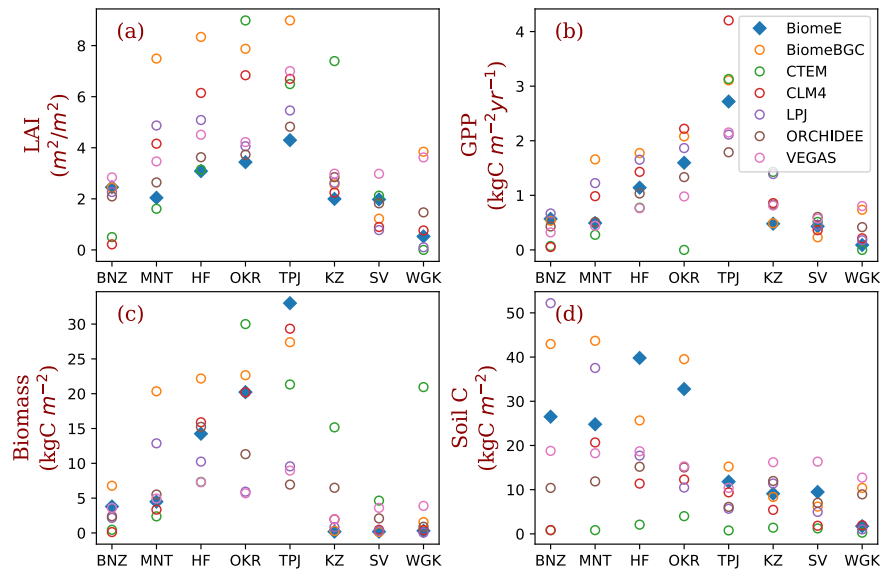 (a)
LAI
(m²/m²)
8
6
4
2
0
BNZ MNT HF OKR TPJ KZ SV WGK
(b)
GPP
(kgC m⁻²yr⁻¹)
4
3
2
1
0
BNZ MNT HF OKR TPJ KZ SV WGK
BiomeE
BiomeBGC
CTEM
CLM4
LPJ
ORCHIDEE
VEGAS
(c)
Biomass
(kgC m⁻²)
30
25
20
15
10
5
0
BNZ MNT HF OKR TPJ KZ SV WGK
(d)
Soil C
(kgC m⁻²)
50
40
30
20
10
0
BNZ MNT HF OKR TPJ KZ SV WGK